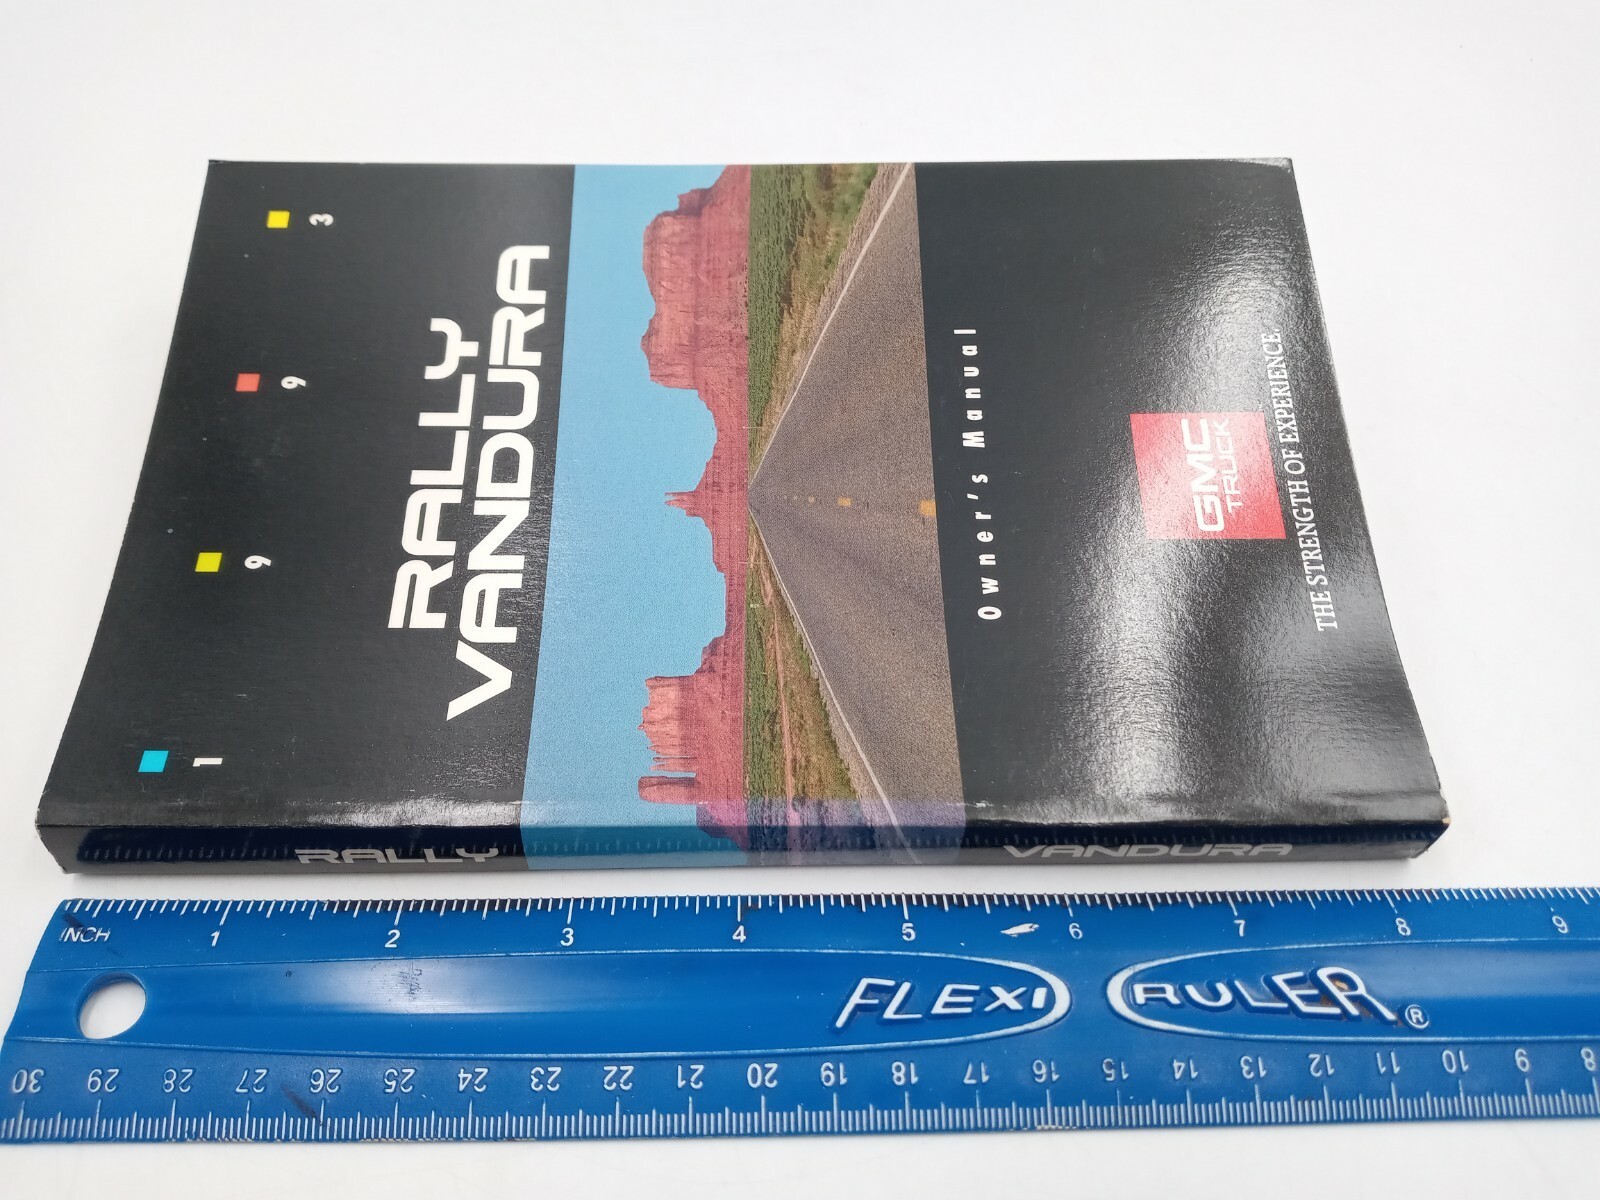 1 9 9 3
RALLY
VANDURA
Owner's Manual
GMC
TRUCK
THE STRENGTH OF EXPERIENCE
RALLY VANDURA
INCH 1 2 3 4 5 6 7 8 9
FLEXI RULER®
30 29 28 27 26 25 24 23 22 21 20 19 18 17 16 15 14 13 12 11 10 9 8